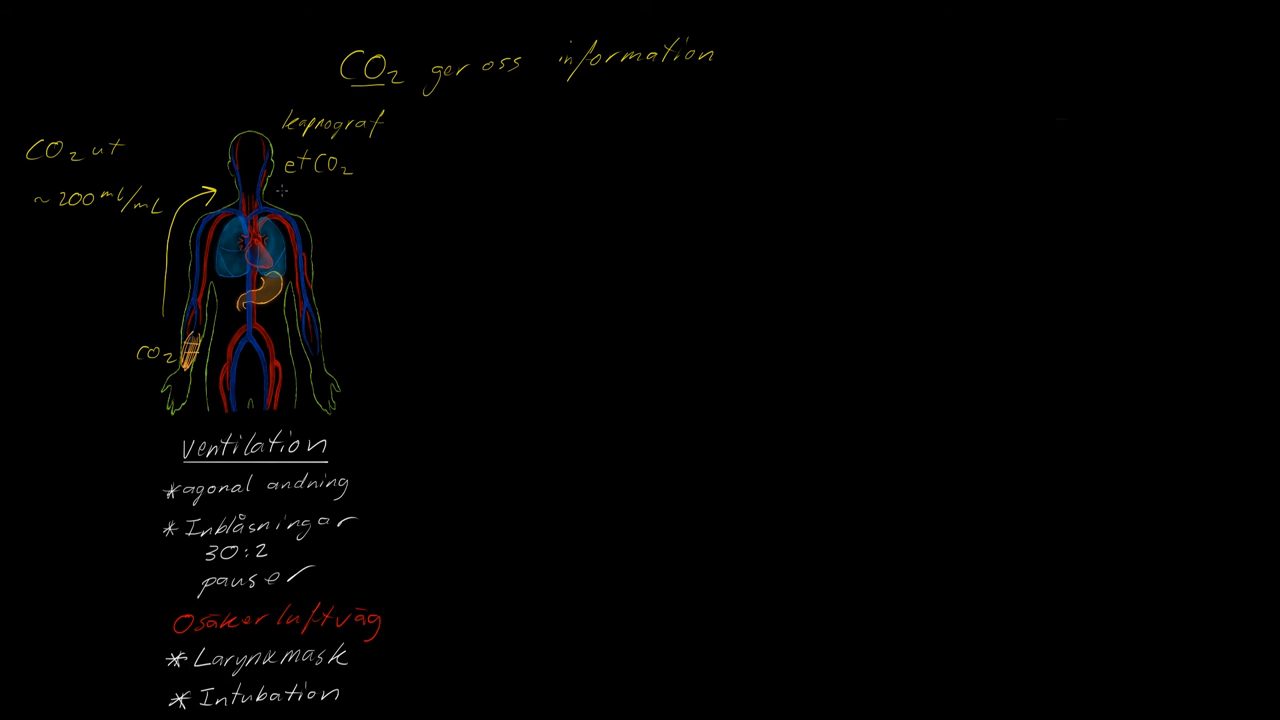 CO2 ger oss information
kapnograf
CO2 ut
etCO2
~ 200 ml/mL
CO2
Ventilation
*agonal andning
* Inblåsningar
30:2
pauser
Osäker luftväg
* Larynxmask
* Intubation